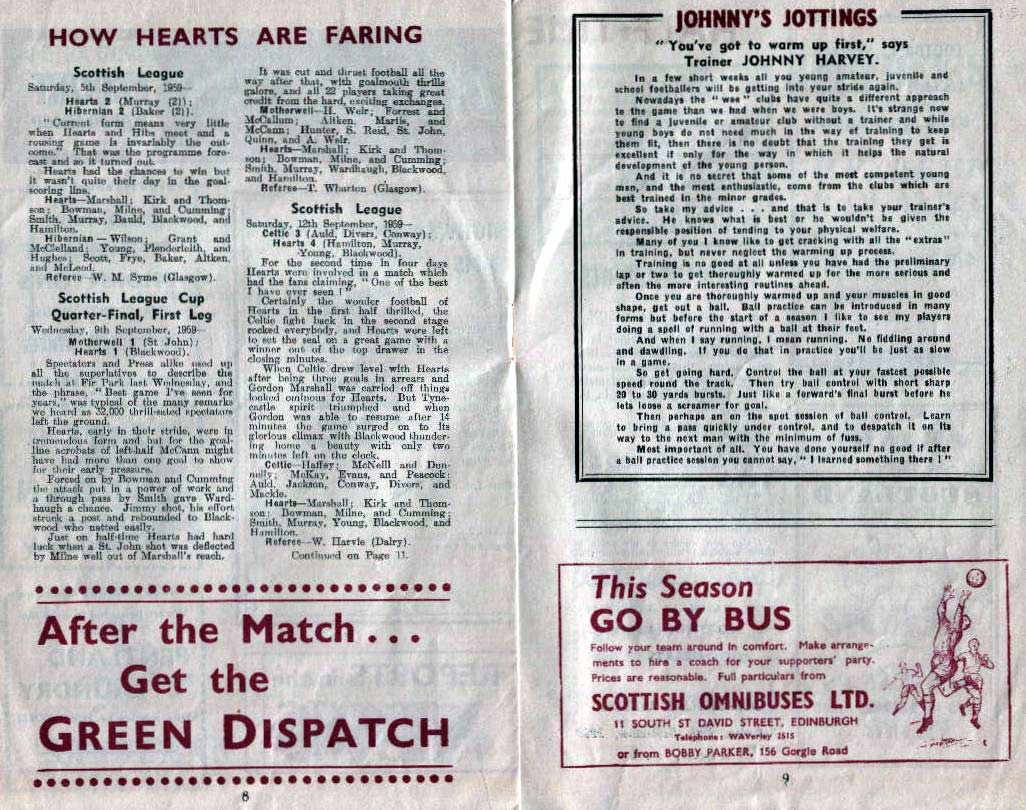 HOW HEARTS ARE FARING
Scottish League
Saturday, 5th September, 1959—
Hearts 2 (Murray (2));
Hibernian 2 (Baker (2)).
"Current form means very little
when Hearts and Hibs meet and a
rousing game is invariably the out-
come." That was the programme fore-
cast and so it turned out.
Hearts had the chances to win but
it wasn't quite their day in the goal-
scoring line.
Hearts—Marshall; Kirk and Thom-
son; Bowman, Milne, and Cumming;
Smith, Murray, Bauld, Blackwood, and
Hamilton.
Hibernian — Wilson; Grant and
McClelland; Young, Plenderleith, and
Hughes; Scott, Frye, Baker, Aitken,
and McLeod.
Referee—W. M. Syme (Glasgow).
Scottish League Cup
Quarter-Final, First Leg
Wednesday, 9th September, 1959—
Motherwell 1 (St John);
Hearts 1 (Blackwood).
Spectators and Press alike used up
all the superlatives to describe the
match at Fir Park last Wednesday, and
the phrase, "Best game I've seen for
years," was typical of the many remarks
we heard as 32,000 thrill-sated spectators
left the ground.
Hearts, early in their stride, were in
tremendous form and but for the goal-
line acrobats of left-half McCann might
have had more than one goal to show
for their early pressure.
Forced on by Bowman and Cumming
the attack put in a power of work and
a through pass by Smith gave Ward-
haugh a chance. Jimmy shot, his effort
struck a post and rebounded to Black-
wood who netted easily.
Just on half-time Hearts had hard
luck when a St. John shot was deflected
by Milne well out of Marshall's reach.
It was cut and thrust football all the
way after that, with goalmouth thrills
galore, and all 22 players taking great
credit from the hard, exciting exchanges.
Motherwell—H. Weir; Forrest and
McCallum; Aitken, Martis, and
McCann; Hunter, S. Reid, St. John,
Quinn, and A. Weir.
Hearts—Marshall; Kirk and Thom-
son; Bowman, Milne, and Cumming;
Smith, Murray, Wardhaugh, Blackwood,
and Hamilton.
Referee—T. Wharton (Glasgow).
Scottish League
Saturday, 12th September, 1959—
Celtic 3 (Auld, Divers, Conway);
Hearts 4 (Hamilton, Murray,
Young, Blackwood).
For the second time in four days
Hearts were involved in a match which
had the fans claiming, "One of the best
I have ever seen!"
Certainly the wonder football of
Hearts in the first half thrilled, the
Celtic fight back in the second stage
rocked everybody, and Hearts were left
to set the seal on a great game with a
winner out of the top drawer in the
closing minutes.
When Celtic drew level with Hearts
after being three goals in arrears and
Gordon Marshall was carried off things
looked ominous for Hearts. But Tyne-
castle spirit triumphed and when
Gordon was able to resume after 14
minutes the game surged on to its
glorious climax with Blackwood thunder-
ing home a beauty with only two
minutes left on the clock.
Celtic—Haffey; McNeill and Don-
nelly; McKay, Evans, and Peacock;
Auld, Jackson, Conway, Divers, and
Mackle.
Hearts—Marshall; Kirk and Thom-
son; Bowman, Milne, and Cumming;
Smith, Murray, Young, Blackwood, and
Hamilton.
Referee—W. Harvie (Dalry).
Continued on Page 11.
After the Match...
Get the
GREEN DISPATCH
8
JOHNNY'S JOTTINGS
"You've got to warm up first," says
Trainer JOHNNY HARVEY.
In a few short weeks all you young amateur, juvenile and
school footballers will be getting into your stride again.
Nowadays the "wee" clubs have quite a different approach
to the game than we had when we were boys. It's strange now
to find a juvenile or amateur club without a trainer and while
young boys do not need much in the way of training to keep
them fit, then there is no doubt that the training they get is
excellent if only for the way in which it helps the natural
development of the young person.
And it is no secret that some of the most competent young
men, and the most enthusiastic, come from the clubs which are
best trained in the minor grades.
So take my advice . . . and that is to take your trainer's
advice. He knows what is best or he wouldn't be given the
responsible position of tending to your physical welfare.
Many of you I know like to get cracking with all the "extras"
in training, but never neglect the warming up process.
Training is no good at all unless you have had the preliminary
lap or two to get thoroughly warmed up for the more serious and
often the more interesting routines ahead.
Once you are thoroughly warmed up and your muscles in good
shape, get out a ball. Ball practice can be introduced in many
forms but before the start of a season I like to see my players
doing a spell of running with a ball at their feet.
And when I say running, I mean running. No fiddling around
and dawdling. If you do that in practice you'll be just as slow
in a game.
So get going hard. Control the ball at your fastest possible
speed round the track. Then try ball control with short sharp
20 to 30 yards bursts. Just like a forward's final burst before he
lets loose a screamer for goal.
Then perhaps an on the spot session of ball control. Learn
to bring a pass quickly under control, and to despatch it on its
way to the next man with the minimum of fuss.
Most important of all. You have done yourself no good if after
a ball practice session you cannot say, "I learned something there!"
This Season
GO BY BUS
Follow your team around in comfort. Make arrange-
ments to hire a coach for your supporters' party.
Prices are reasonable. Full particulars from
SCOTTISH OMNIBUSES LTD.
11 SOUTH ST DAVID STREET, EDINBURGH
Telephone: WAVerley 2515
or from BOBBY PARKER, 156 Gorgie Road
9